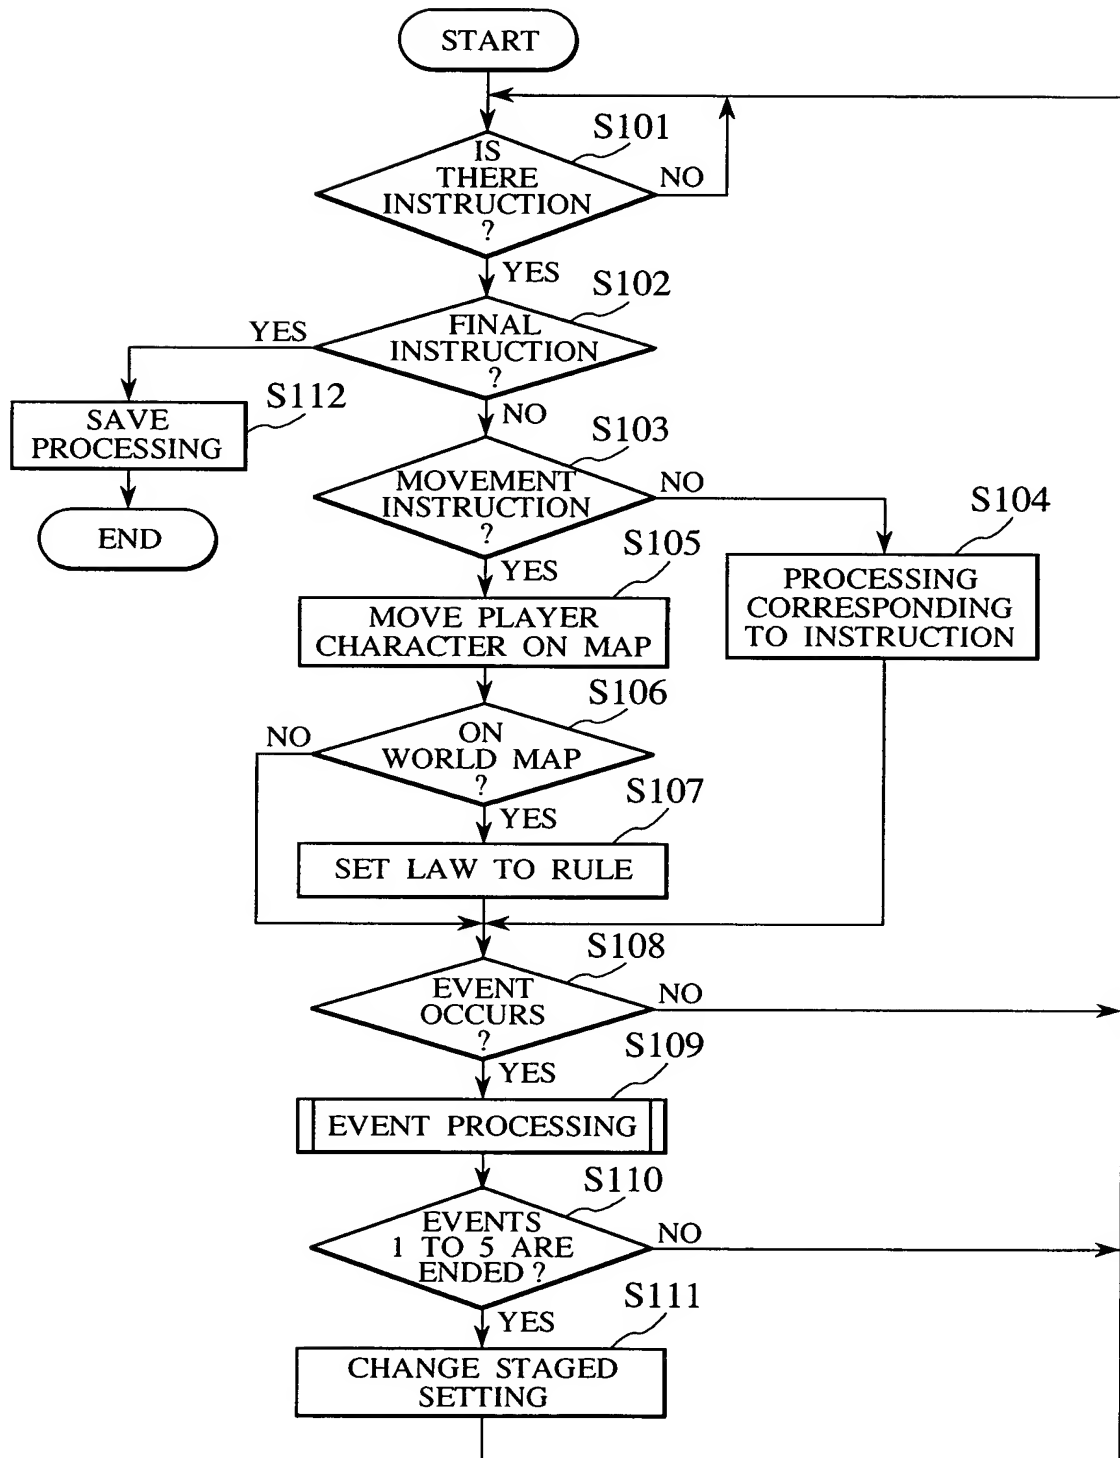 START
S101
IS
THERE
INSTRUCTION
?
NO
YES
S102
FINAL
INSTRUCTION
?
YES
NO
S112
SAVE
PROCESSING
END
S103
MOVEMENT
INSTRUCTION
?
NO
YES
S104
PROCESSING
CORRESPONDING
TO INSTRUCTION
S105
MOVE PLAYER
CHARACTER ON MAP
S106
ON
WORLD MAP
?
NO
YES
S107
SET LAW TO RULE
S108
EVENT
OCCURS
?
NO
YES
S109
EVENT PROCESSING
S110
EVENTS
1 TO 5 ARE
ENDED ?
NO
YES
S111
CHANGE STAGED
SETTING